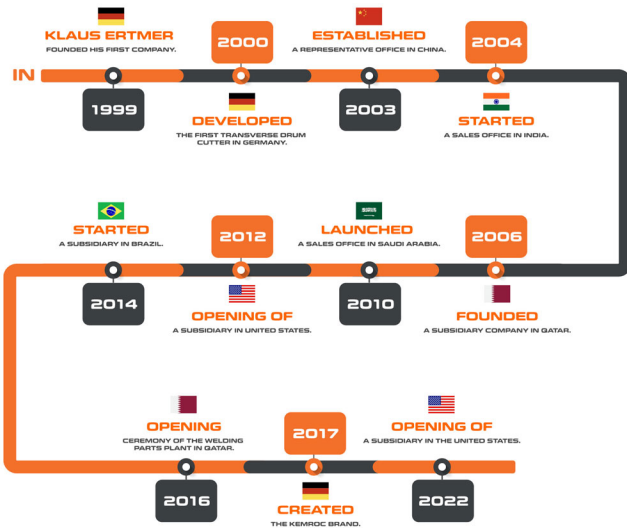 IN
KLAUS ERTMER
FOUNDED HIS FIRST COMPANY.
1999
2000
DEVELOPED
THE FIRST TRANSVERSE DRUM
CUTTER IN GERMANY.
ESTABLISHED
A REPRESENTATIVE OFFICE IN CHINA.
2003
2004
STARTED
A SALES OFFICE IN INDIA.
2006
FOUNDED
A SUBSIDIARY COMPANY IN QATAR.
LAUNCHED
A SALES OFFICE IN SAUDI ARABIA.
2010
2012
OPENING OF
A SUBSIDIARY IN UNITED STATES.
STARTED
A SUBSIDIARY IN BRAZIL.
2014
OPENING
CEREMONY OF THE WELDING
PARTS PLANT IN QATAR.
2016
2017
CREATED
THE KEMROC BRAND.
OPENING OF
A SUBSIDIARY IN THE UNITED STATES.
2022